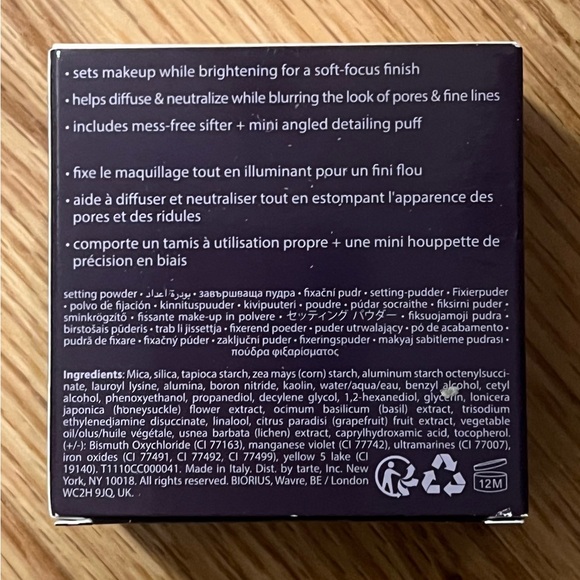 • sets makeup while brightening for a soft-focus finish
• helps diffuse & neutralize while blurring the look of pores & fine lines
• includes mess-free sifter + mini angled detailing puff
• fixe le maquillage tout en illuminant pour un fini flou
• aide à diffuser et neutraliser tout en estompant l'apparence des
pores et des ridules
• comporte un tamis à utilisation propre + une mini houppette de
précision en biais
setting powder • بودرة اعداد • завършваща пудра • fixační pudr • setting-pudder • Fixierpuder
• polvo de fijación • kinnituspuuder • kivipuuteri • poudre • púdar socraithe • fiksirni puder •
sminkrögzítő • fissante make-up in polvere • セッティング パウダー • fiksuojamoji pudra •
birstošais pūderis • trab li jissettja • fixerend poeder • puder utrwalający • pó de acabamento •
pudră de fixare • fixačný púder • zaključni puder • fixeringspuder • makyaj sabitleme pudrası •
πούδρα φιξαρίσματος
Ingredients: Mica, silica, tapioca starch, zea mays (corn) starch, aluminum starch octenylsucci-
nate, lauroyl lysine, alumina, boron nitride, kaolin, water/aqua/eau, benzyl alcohol, cetyl
alcohol, phenoxyethanol, propanediol, decylene glycol, 1,2-hexanediol, glycerin, lonicera
japonica (honeysuckle) flower extract, ocimum basilicum (basil) extract, trisodium
ethylenediamine disuccinate, linalool, citrus paradisi (grapefruit) fruit extract, vegetable
oil/olus/huile végétale, usnea barbata (lichen) extract, caprylhydroxamic acid, tocopherol.
(+/-): Bismuth Oxychloride (CI 77163), manganese violet (CI 77742), ultramarines (CI 77007),
iron oxides (CI 77491, CI 77492, CI 77499), yellow 5 lake (CI
19140). T1110CC000041. Made in Italy. Dist. by tarte, Inc. New
York, NY 10018. All rights reserved. BIORIUS, Wavre, BE / London
WC2H 9JQ, UK.
12M